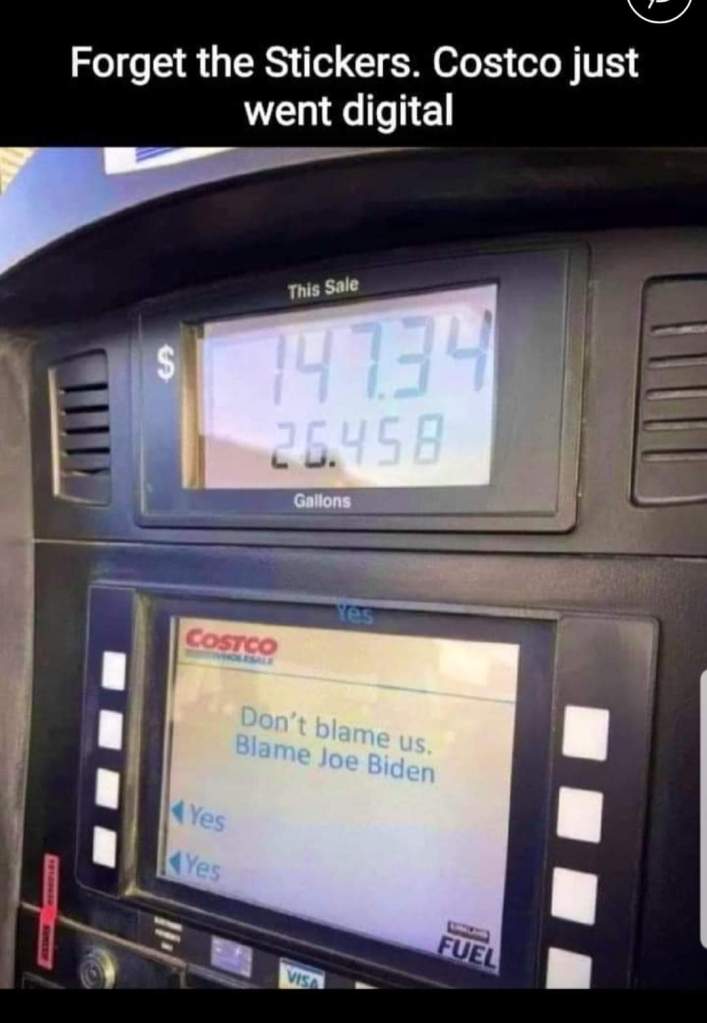 Forget the Stickers. Costco just
went digital
This Sale
$ 147.34
26.458
Gallons
Yes
COSTCO
WHOLESALE
Don't blame us.
Blame Joe Biden
Yes
Yes
FUEL
VISA